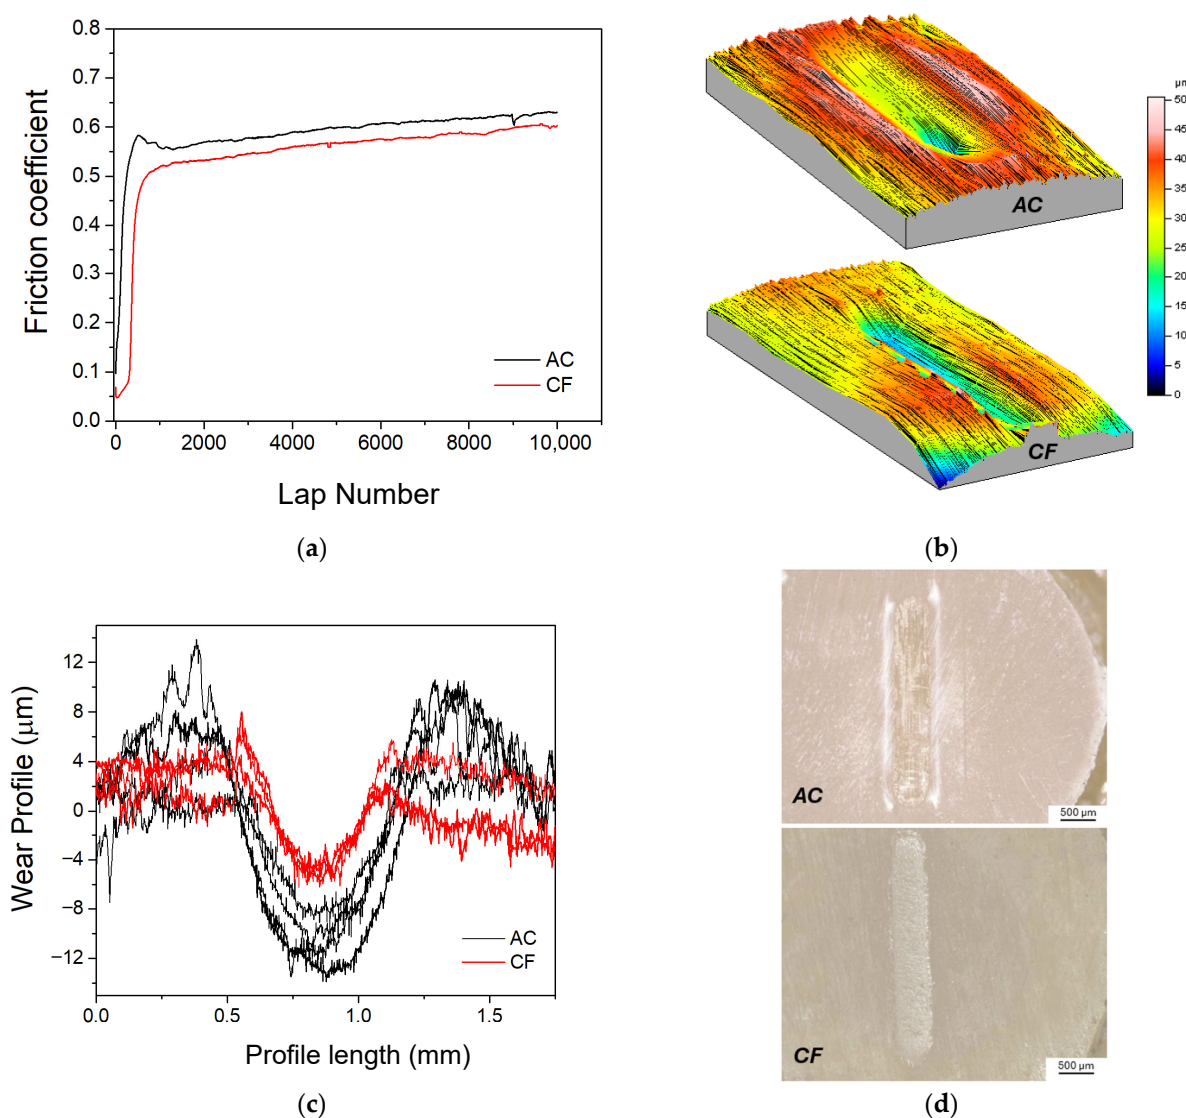 0.8
0.7
0.6
0.5
0.4
0.3
0.2
0.1
0.0
Friction coefficient
AC
CF
0 2000 4000 6000 8000 10,000
Lap Number
(a)
AC
CF
50
45
40
35
30
25
20
15
10
5
0
(b)
12
8
4
0
−4
−8
−12
Wear Profile (μm)
AC
CF
0.0 0.5 1.0 1.5
Profile length (mm)
(c)
AC
500 μm
CF
500 μm
(d)